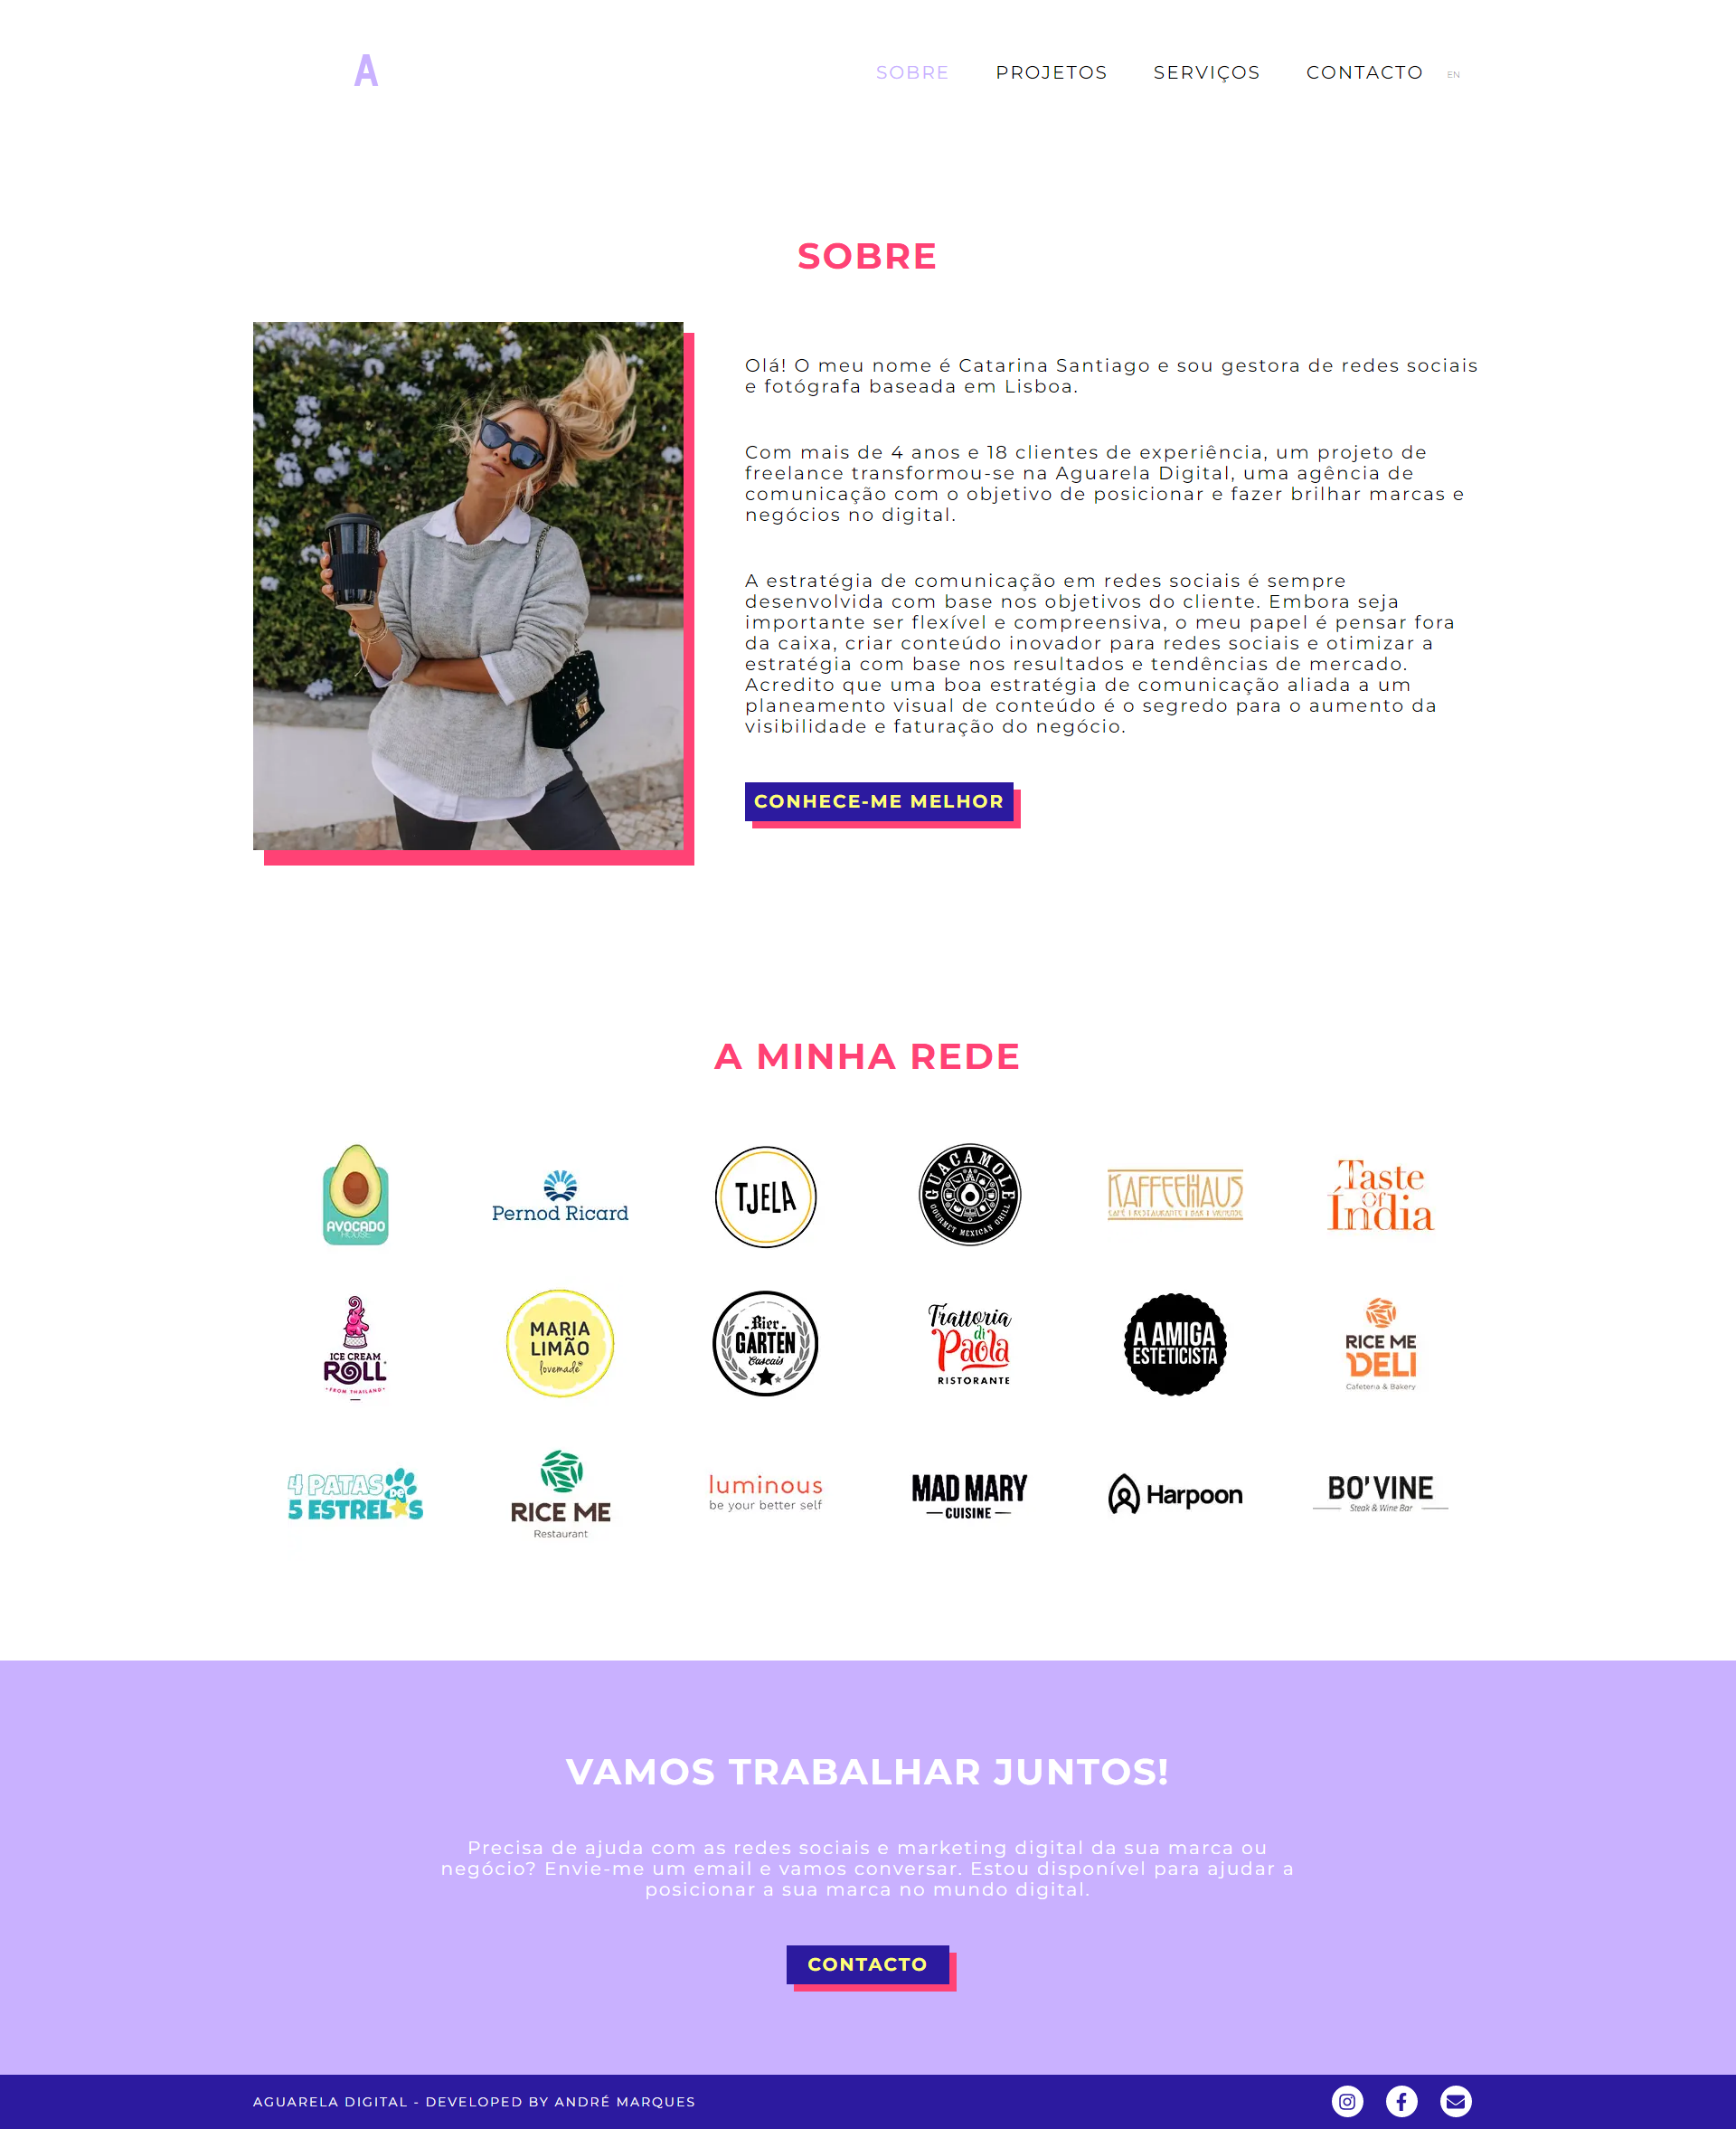 A
SOBRE PROJETOS SERVIÇOS CONTACTO EN
SOBRE
Olá! O meu nome é Catarina Santiago e sou gestora de redes sociais
e fotógrafa baseada em Lisboa.
Com mais de 4 anos e 18 clientes de experiência, um projeto de
freelance transformou-se na Aguarela Digital, uma agência de
comunicação com o objetivo de posicionar e fazer brilhar marcas e
negócios no digital.
A estratégia de comunicação em redes sociais é sempre
desenvolvida com base nos objetivos do cliente. Embora seja
importante ser flexível e compreensiva, o meu papel é pensar fora
da caixa, criar conteúdo inovador para redes sociais e otimizar a
estratégia com base nos resultados e tendências de mercado.
Acredito que uma boa estratégia de comunicação aliada a um
planeamento visual de conteúdo é o segredo para o aumento da
visibilidade e faturação do negócio.
CONHECE-ME MELHOR
A MINHA REDE
AVOCADO
HOUSE
Pernod Ricard
TJELA
GUACAMOLE
GOURMET MEXICAN GRILL
KAFFEEHAUS
CAFÉ | RESTAURANTE | BAR |
Taste
OF
Índia
ICE CREAM
ROLL
FROM THAILAND
MARIA
LIMÃO
lovemade
Bier
GARTEN
Cascais
Trattoria
di
Paola
RISTORANTE
A AMIGA
ESTETICISTA
RICE ME
DELI
Cafeteria & Bakery
4 PATAS
DE
5 ESTRELAS
RICE ME
Restaurant
luminous
be your better self
MAD MARY
CUISINE
Harpoon
BO'VINE
Steak & Wine Bar
VAMOS TRABALHAR JUNTOS!
Precisa de ajuda com as redes sociais e marketing digital da sua marca ou
negócio? Envie-me um email e vamos conversar. Estou disponível para ajudar a
posicionar a sua marca no mundo digital.
CONTACTO
AGUARELA DIGITAL - DEVELOPED BY ANDRÉ MARQUES